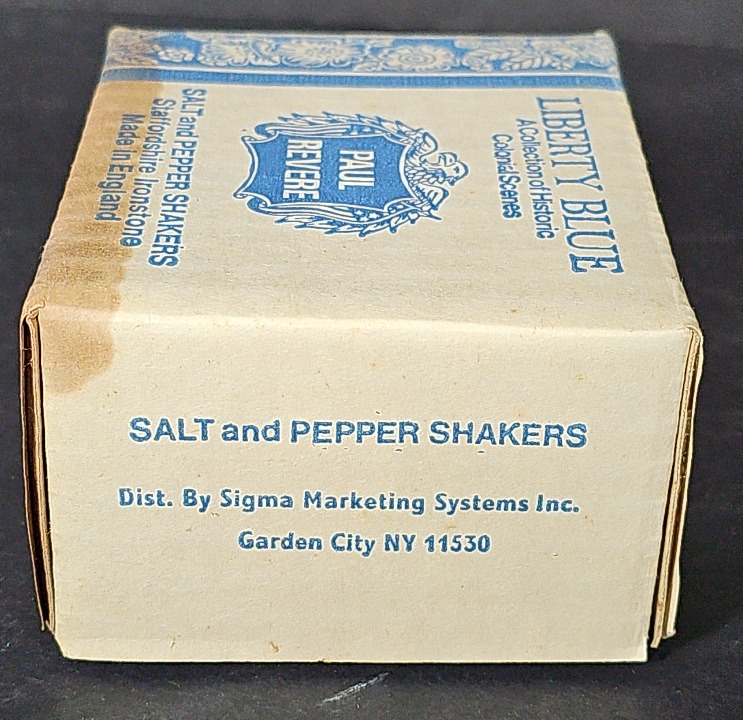 LIBERTY BLUE
A Collection of Historic
Colonial Scenes
PAUL
REVERE
SALT and PEPPER SHAKERS
Staffordshire Ironstone
Made in England
SALT and PEPPER SHAKERS
Dist. By Sigma Marketing Systems Inc.
Garden City NY 11530